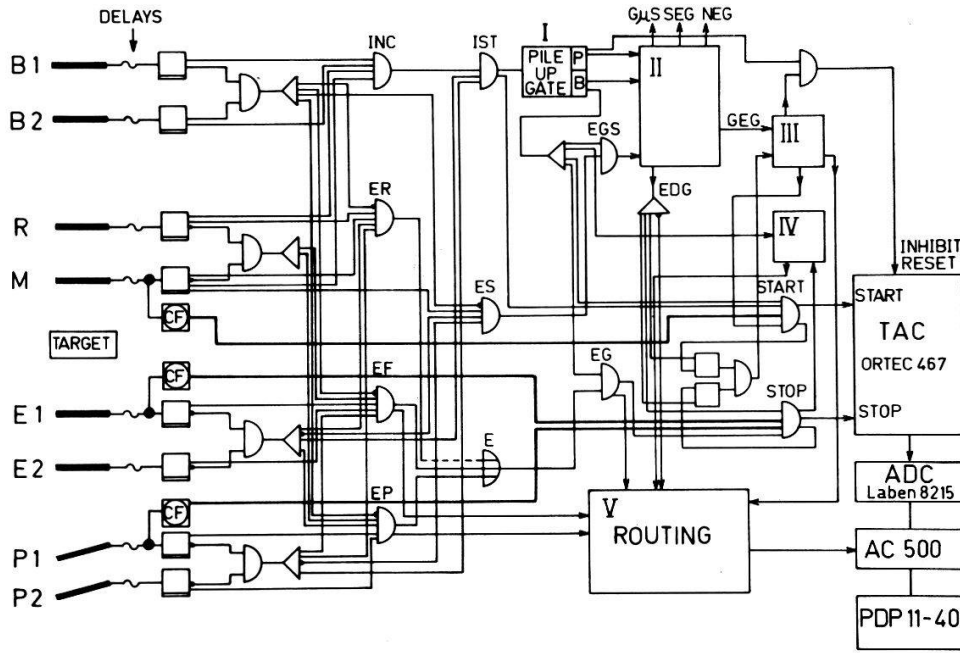 DELAYS
B1
B2
R
M
TARGET
E1
E2
P1
P2
CF
CF
CF
INC
ER
EF
EP
IST
ES
E
I
PILE
UP
GATE
P
B
GμS SEG NEG
II
EGS
GEG
III
EDG
IV
START
EG
STOP
INHIBIT
RESET
START
TAC
ORTEC 467
STOP
ADC
Laben 8215
V
ROUTING
AC 500
PDP 11-40